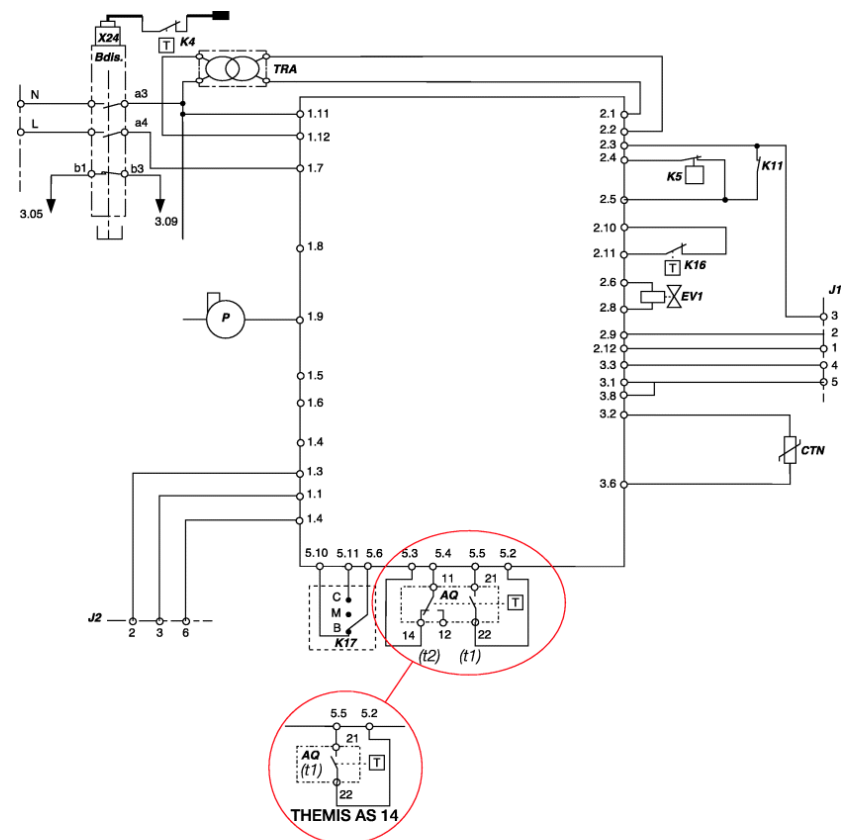 X24
T
K4
Bdis.
TRA
N
a3
L
a4
b1
b3
3.05
3.09
1.11
1.12
1.7
1.8
P
1.9
1.5
1.6
1.4
1.3
1.1
1.4
2.1
2.2
2.3
2.4
K5
K11
2.5
2.10
2.11
T
K16
2.6
EV1
2.8
J1
3
2.9
2
2.12
1
3.3
4
3.1
5
3.8
3.2
CTN
3.6
5.10
5.11
5.6
5.3
5.4
5.5
5.2
C
M
B
K17
11
21
AQ
T
14
12
22
(t2)
(t1)
J2
2
3
6
5.5
5.2
21
AQ
T
(t1)
22
THEMIS AS 14